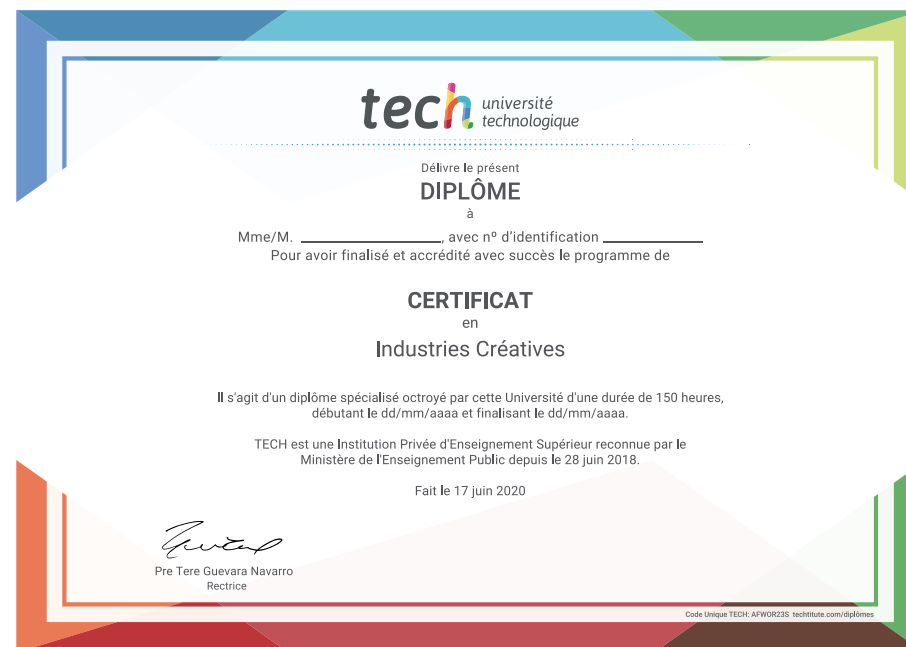 tech université
technologique
Délivre le présent
DIPLÔME
à
Mme/M. ____________________, avec nº d'identification ______________
Pour avoir finalisé et accrédité avec succès le programme de
CERTIFICAT
en
Industries Créatives
Il s'agit d'un diplôme spécialisé octroyé par cette Université d'une durée de 150 heures,
débutant le dd/mm/aaaa et finalisant le dd/mm/aaaa.
TECH est une Institution Privée d'Enseignement Supérieur reconnue par le
Ministère de l'Enseignement Public depuis le 28 juin 2018.
Fait le 17 juin 2020
Pre Tere Guevara Navarro
Rectrice
Code Unique TECH: AFWOR23S techtitute.com/diplômes